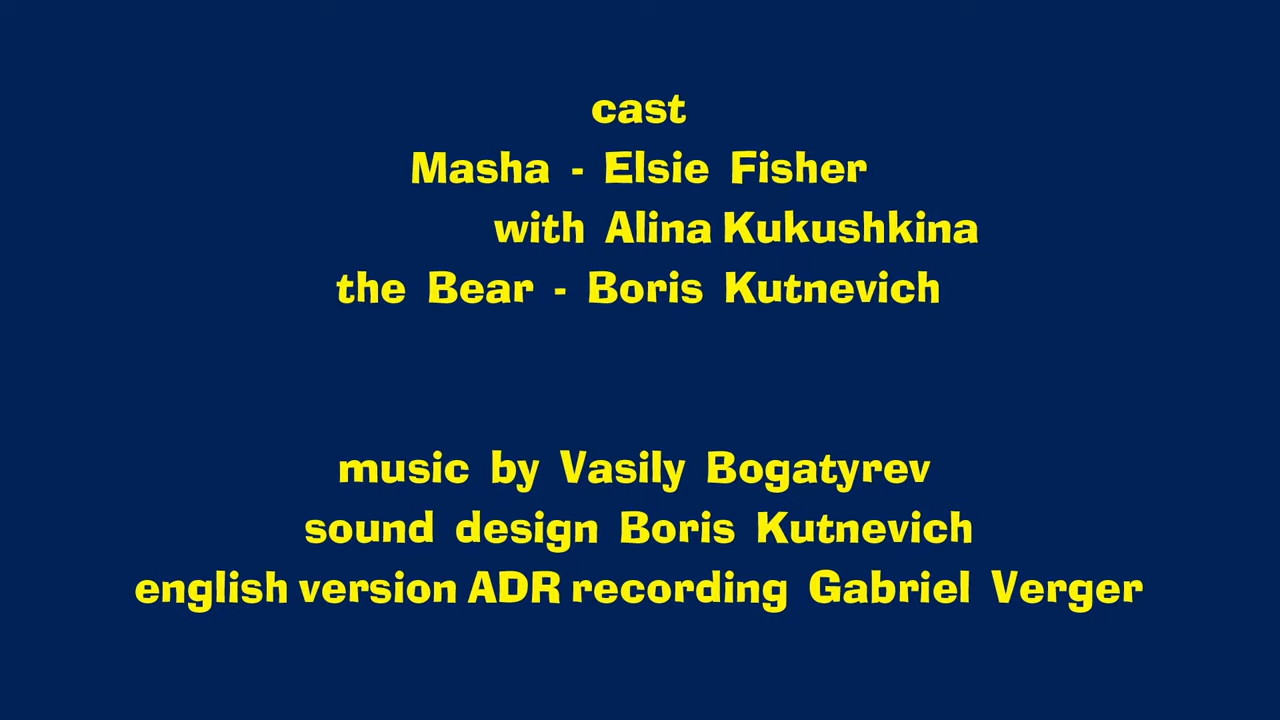 cast
Masha - Elsie Fisher
with Alina Kukushkina
the Bear - Boris Kutnevich
music by Vasily Bogatyrev
sound design Boris Kutnevich
english version ADR recording Gabriel Verger